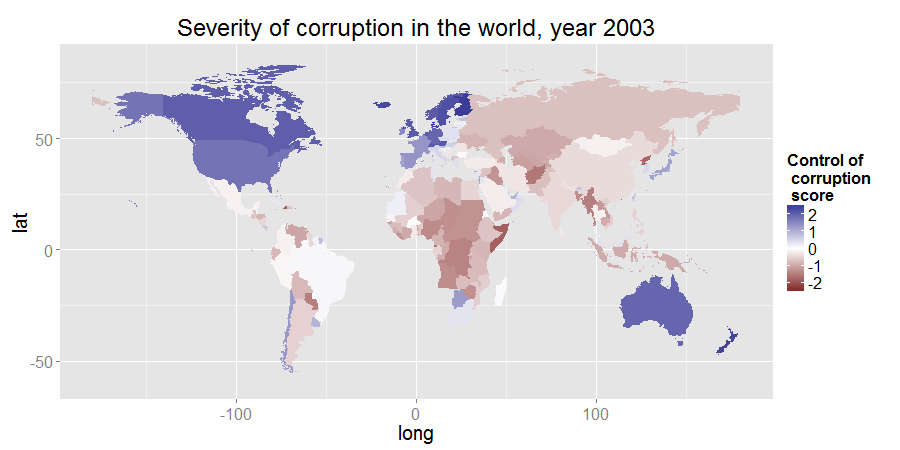 Severity of corruption in the world, year 2003
50
0
-50
lat
-100
0
100
long
Control of
corruption
score
2
1
0
-1
-2